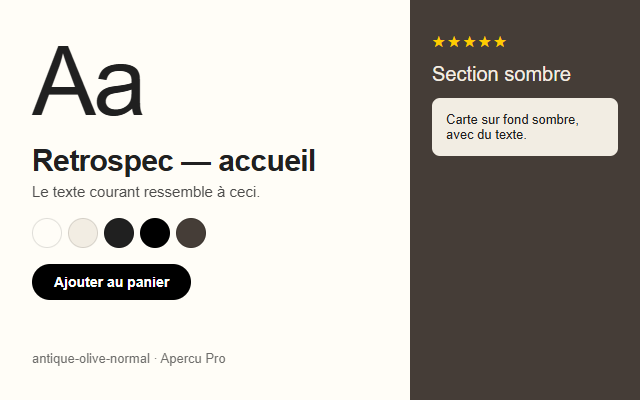 Aa
Retrospec — accueil
Le texte courant ressemble à ceci.
Ajouter au panier
antique-olive-normal · Apercu Pro
★★★★★
Section sombre
Carte sur fond sombre,
avec du texte.